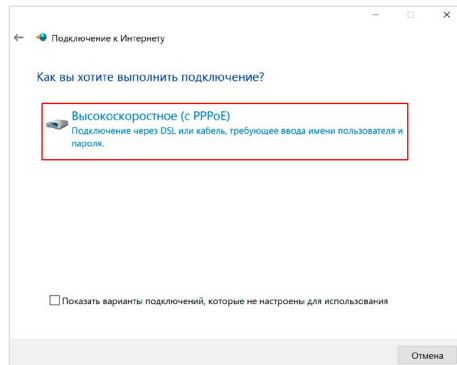 Подключение к Интернету
Как вы хотите выполнить подключение?
Высокоскоростное (с PPPoE)
Подключение через DSL или кабель, требующее ввода имени пользователя и
пароля.
Показать варианты подключений, которые не настроены для использования
Отмена